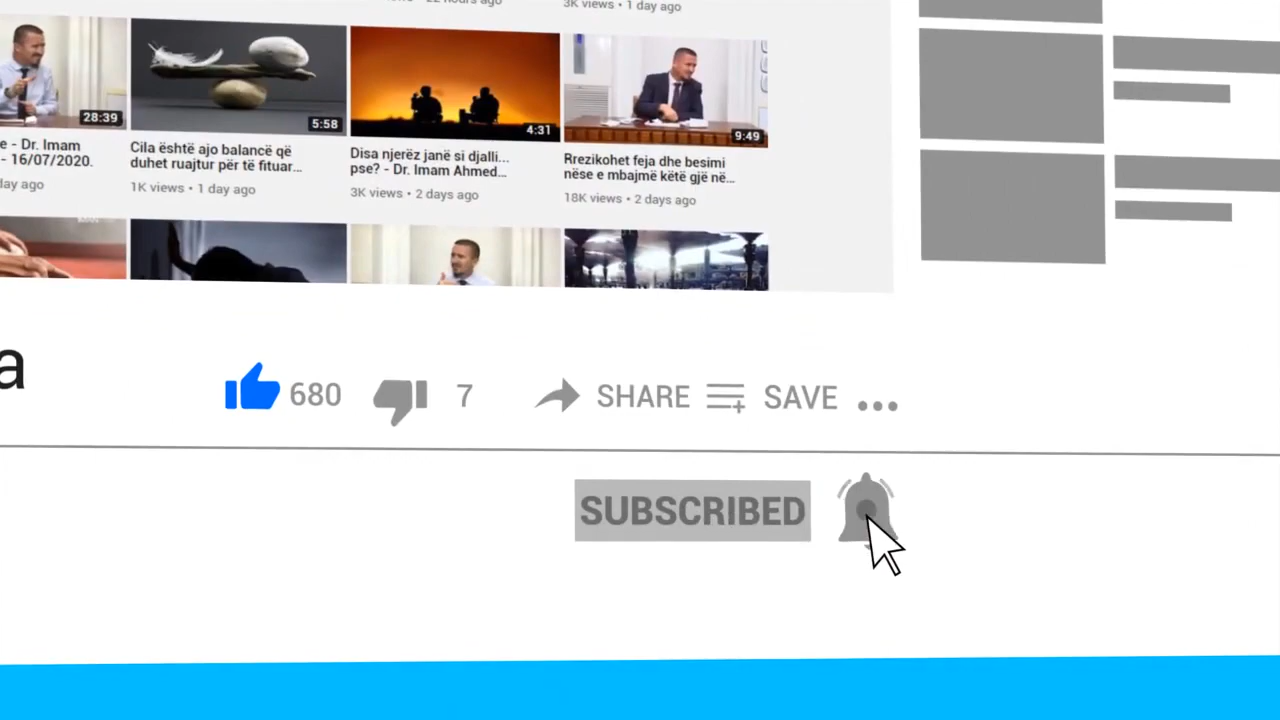 22 hours ago
3K views • 1 day ago
28:39
5:58
4:31
9:49
e - Dr. Imam
- 16/07/2020.
day ago
Cila është ajo balancë që
duhet ruajtur për të fituar...
1K views • 1 day ago
Disa njerëz janë si djalli...
pse? - Dr. Imam Ahmed...
3K views • 2 days ago
Rrezikohet feja dhe besimi
nëse e mbajmë këtë gjë në...
18K views • 2 days ago
a
680
7
SHARE
SAVE
SUBSCRIBED